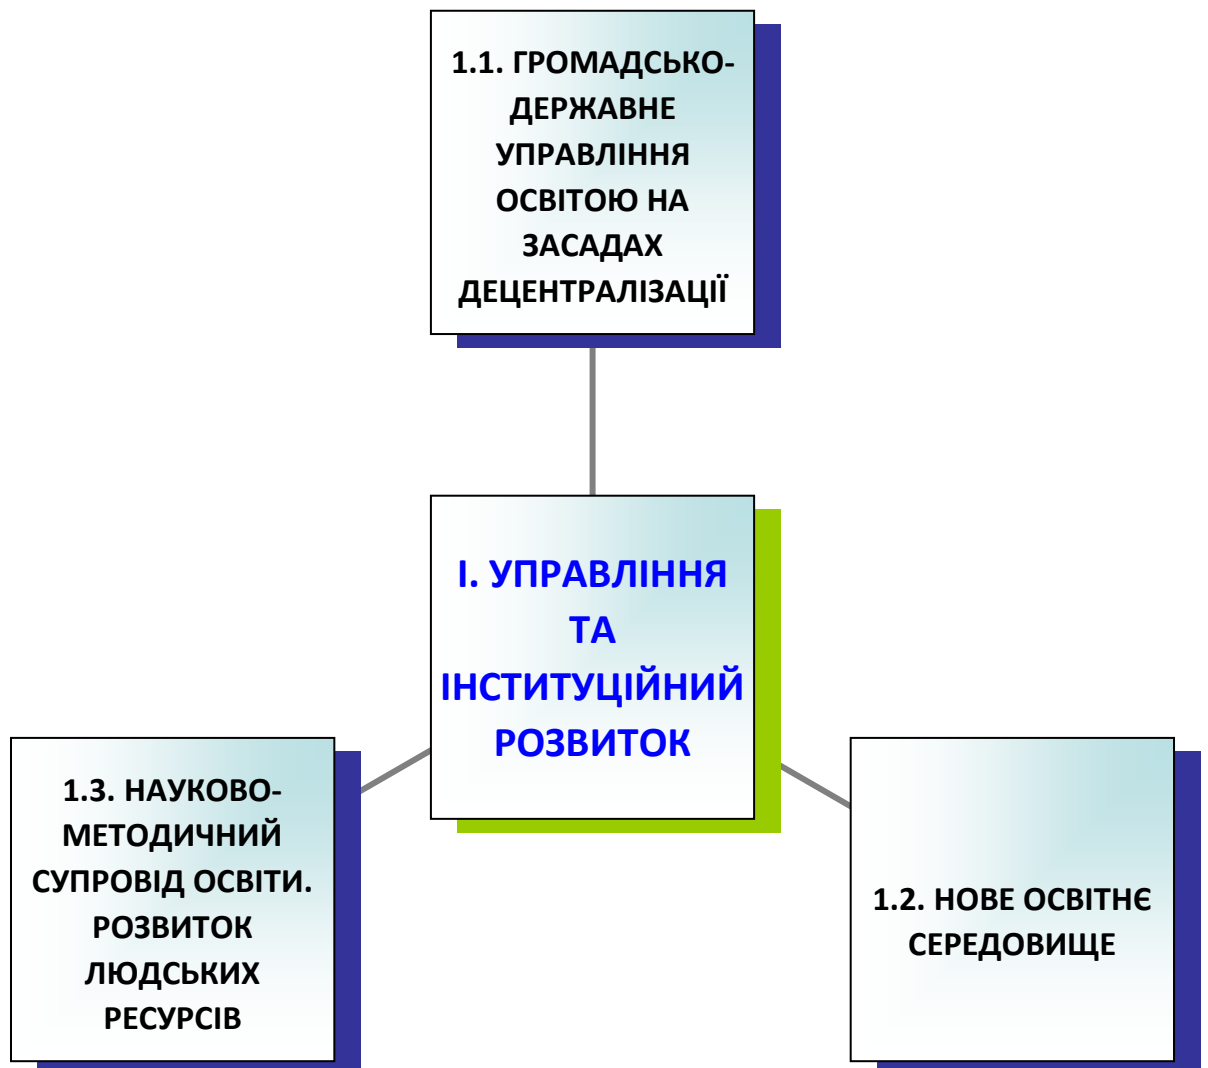 1.1. ГРОМАДСЬКО-
ДЕРЖАВНЕ
УПРАВЛІННЯ
ОСВІТОЮ НА
ЗАСАДАХ
ДЕЦЕНТРАЛІЗАЦІЇ
І. УПРАВЛІННЯ
ТА
ІНСТИТУЦІЙНИЙ
РОЗВИТОК
1.3. НАУКОВО-
МЕТОДИЧНИЙ
СУПРОВІД ОСВІТИ.
РОЗВИТОК
ЛЮДСЬКИХ
РЕСУРСІВ
1.2. НОВЕ ОСВІТНЄ
СЕРЕДОВИЩЕ